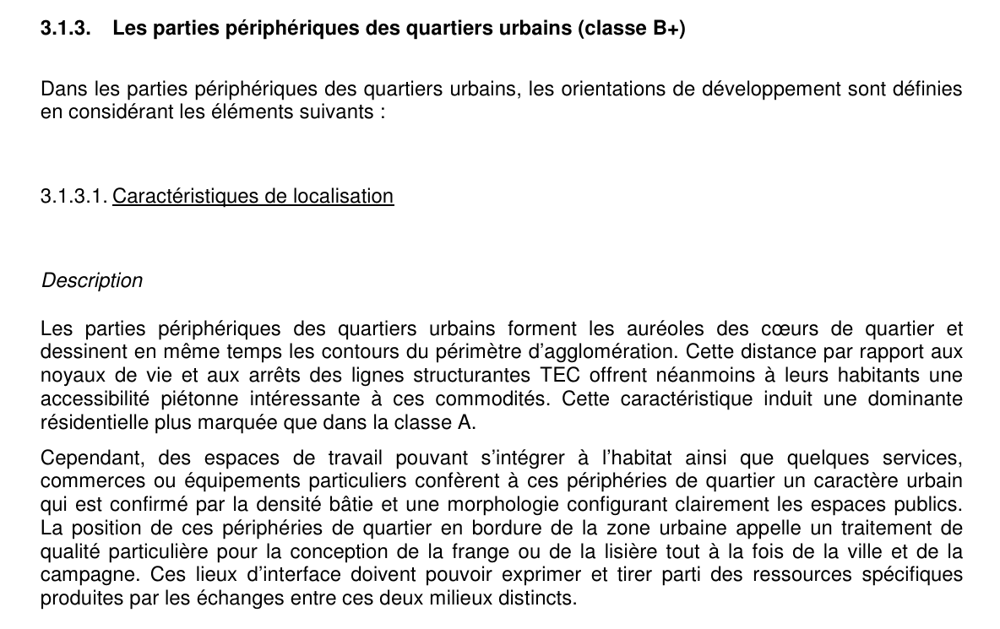 3.1.3. Les parties périphériques des quartiers urbains (classe B+)
Dans les parties périphériques des quartiers urbains, les orientations de développement sont définies
en considérant les éléments suivants :
3.1.3.1. Caractéristiques de localisation
Description
Les parties périphériques des quartiers urbains forment les auréoles des cœurs de quartier et
dessinent en même temps les contours du périmètre d’agglomération. Cette distance par rapport aux
noyaux de vie et aux arrêts des lignes structurantes TEC offrent néanmoins à leurs habitants une
accessibilité piétonne intéressante à ces commodités. Cette caractéristique induit une dominante
résidentielle plus marquée que dans la classe A.
Cependant, des espaces de travail pouvant s’intégrer à l’habitat ainsi que quelques services,
commerces ou équipements particuliers confèrent à ces périphéries de quartier un caractère urbain
qui est confirmé par la densité bâtie et une morphologie configurant clairement les espaces publics.
La position de ces périphéries de quartier en bordure de la zone urbaine appelle un traitement de
qualité particulière pour la conception de la frange ou de la lisière tout à la fois de la ville et de la
campagne. Ces lieux d’interface doivent pouvoir exprimer et tirer parti des ressources spécifiques
produites par les échanges entre ces deux milieux distincts.